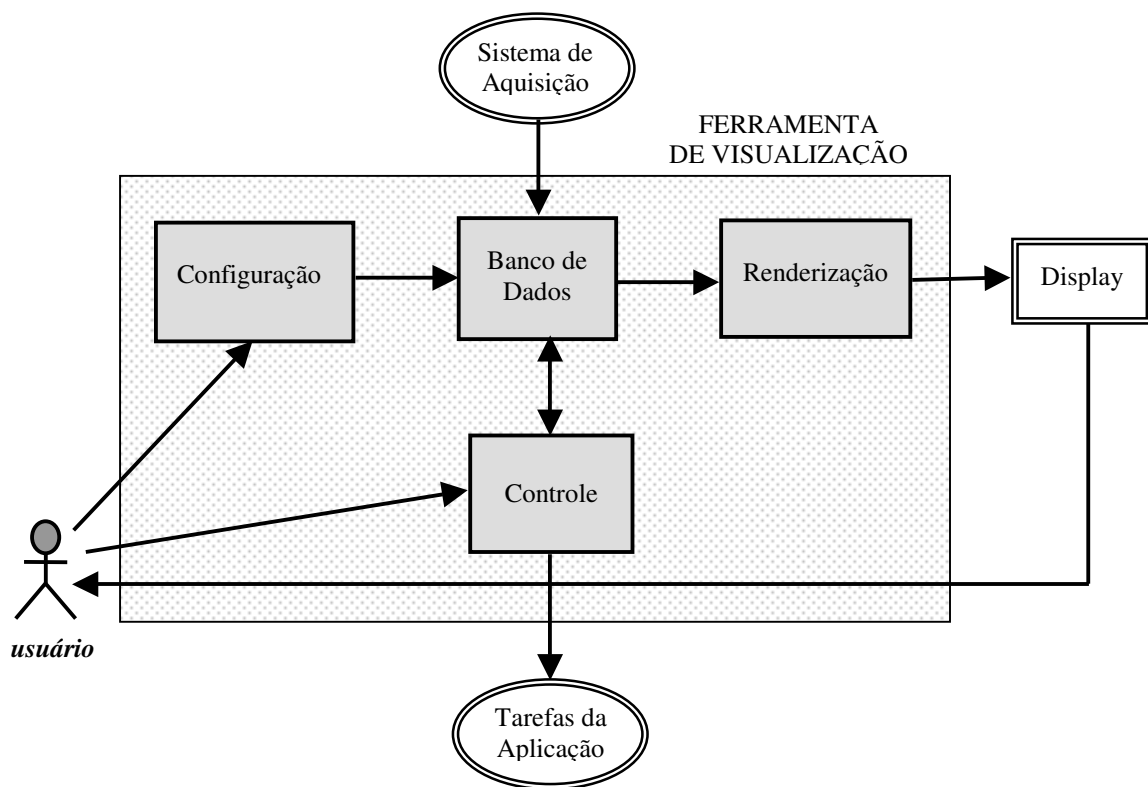 Sistema de
Aquisição
FERRAMENTA
DE VISUALIZAÇÃO
Configuração
Banco de
Dados
Renderização
Display
Controle
usuário
Tarefas da
Aplicação